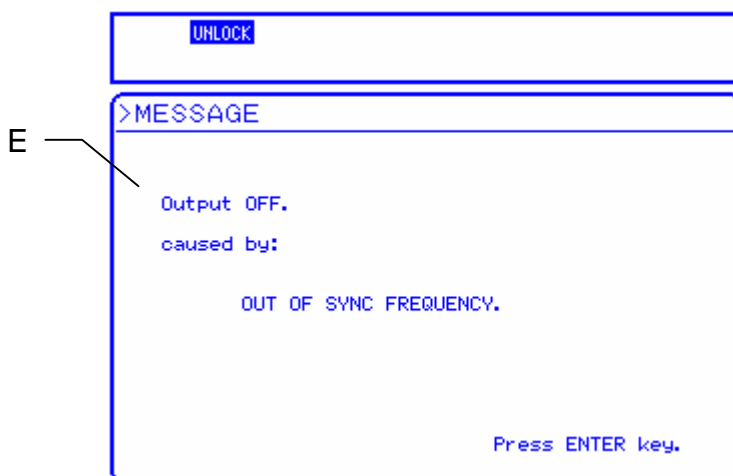 UNLOCK
>MESSAGE
E
Output OFF.
caused by:
OUT OF SYNC FREQUENCY.
Press ENTER key.